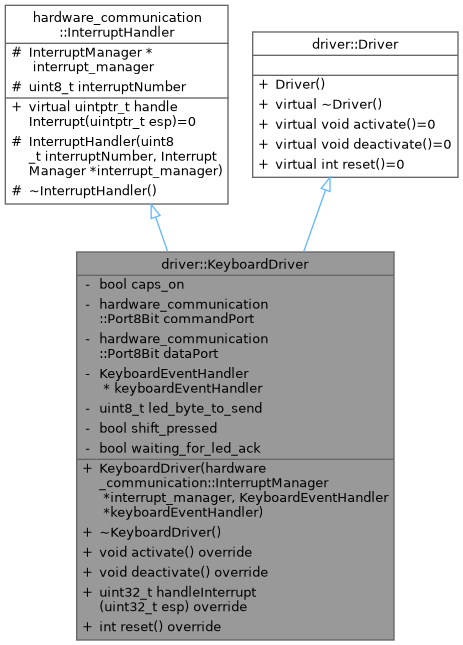 hardware_communication
::InterruptHandler
# InterruptManager *
interrupt_manager
# uint8_t interruptNumber
+ virtual uintptr_t handle
Interrupt(uintptr_t esp)=0
# InterruptHandler(uint8
_t interruptNumber, Interrupt
Manager *interrupt_manager)
# ~InterruptHandler()
driver::Driver
+ Driver()
+ virtual ~Driver()
+ virtual void activate()=0
+ virtual void deactivate()=0
+ virtual int reset()=0
driver::KeyboardDriver
- bool caps_on
- hardware_communication
::Port8Bit commandPort
- hardware_communication
::Port8Bit dataPort
- KeyboardEventHandler
* keyboardEventHandler
- uint8_t led_byte_to_send
- bool shift_pressed
- bool waiting_for_led_ack
+ KeyboardDriver(hardware
_communication::InterruptManager
*interrupt_manager, KeyboardEventHandler
*keyboardEventHandler)
+ ~KeyboardDriver()
+ void activate() override
+ void deactivate() override
+ uint32_t handleInterrupt
(uint32_t esp) override
+ int reset() override